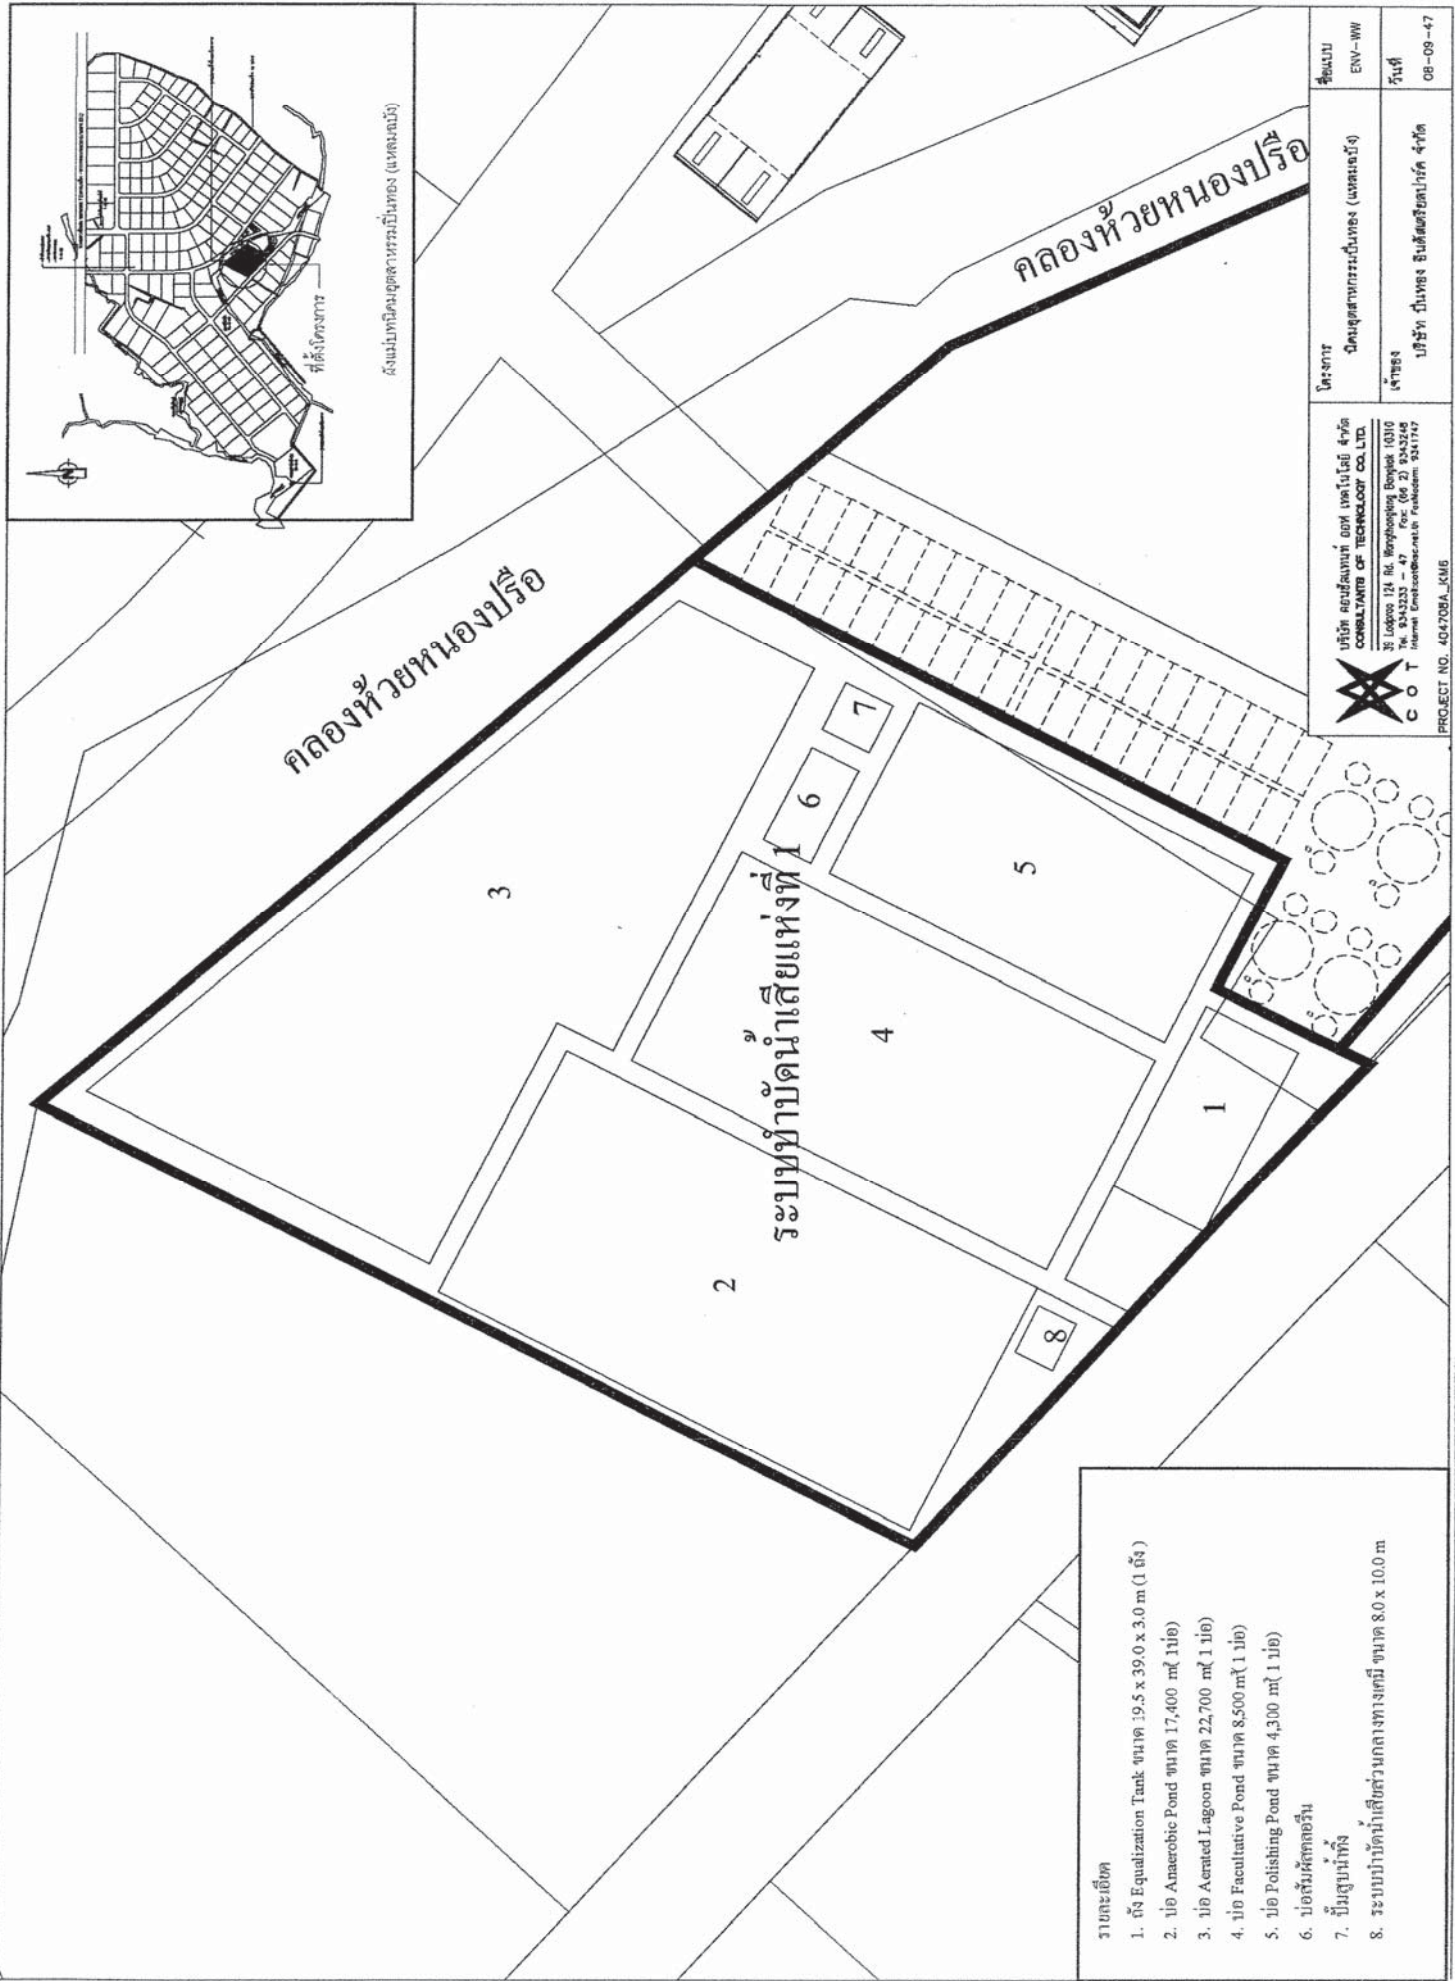 ที่ตั้งโครงการ
ผังแม่บทนิคมอุตสาหกรรมปิ่นทอง (แหลมฉบัง)
N
คลองห้วยหนองปรือ
คลองห้วยหนองปรือ
3
7
6
5
ระบบบำบัดน้ำเสียแห่งที่ 1
4
2
1
8
รายละเอียด
1. ถัง Equalization Tank ขนาด 19.5 x 39.0 x 3.0 m (1 ถัง )
2. บ่อ Anaerobic Pond ขนาด 17,400 m( 1บ่อ)
3. บ่อ Aerated Lagoon ขนาด 22,700 m( 1 บ่อ)
4. บ่อ Facultative Pond ขนาด 8,500 m( 1 บ่อ)
5. บ่อ Polishing Pond ขนาด 4,300 m( 1 บ่อ)
6. บ่อสัมผัสคลอรีน
7. ปั๊มสูบน้ำทิ้ง
8. ระบบบำบัดน้ำเสียส่วนกลางทางเคมี ขนาด 8.0 x 10.0 m
C O T
บริษัท คอนซัลแทนท์ ออฟ เทคโนโลยี จำกัด
CONSULTANTS OF TECHNOLOGY CO., LTD.
39 Ladproo 124 Rd. Wangthonglang Bangkok 10310
Tel. 9343233 - 47 Fax: (66 2) 9343248
PROJECT NO. 404708A_KM6
โครงการ
นิคมอุตสาหกรรมปิ่นทอง (แหลมฉบัง)
เจ้าของ
บริษัท ปิ่นทอง อินดัสเตรียลปาร์ค จำกัด
ชื่อแบบ
ENV-WW
วันที่
08-09-47